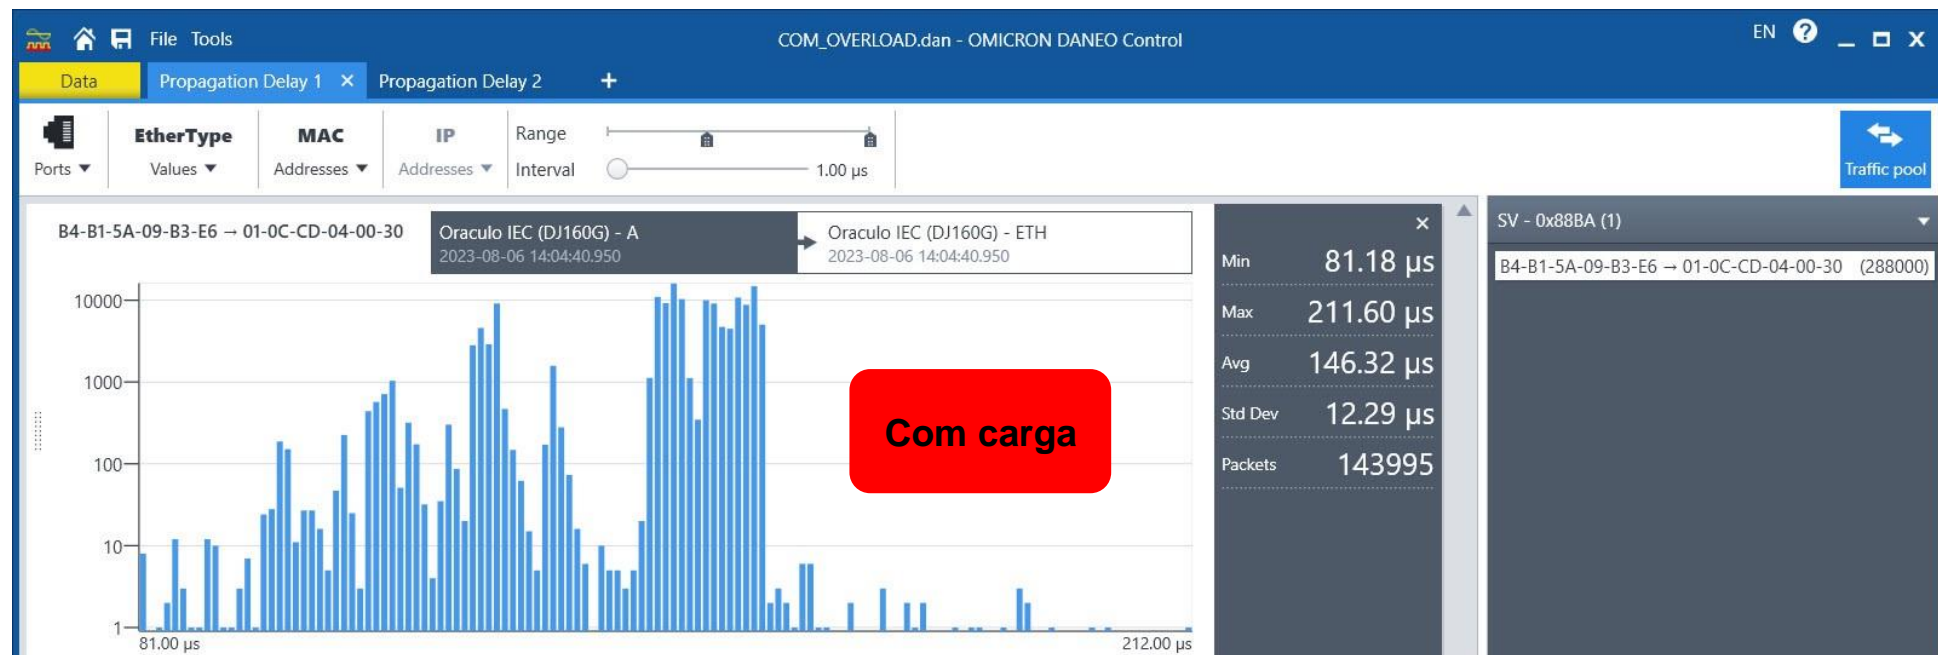 File Tools
COM_OVERLOAD.dan - OMICRON DANEO Control
EN ?
Data
Propagation Delay 1 ×
Propagation Delay 2
+
Ports
EtherType
Values
MAC
Addresses
IP
Addresses
Range
Interval
1.00 µs
Traffic pool
B4-B1-5A-09-B3-E6 → 01-0C-CD-04-00-30
Oraculo IEC (DJ160G) - A
2023-08-06 14:04:40.950
Oraculo IEC (DJ160G) - ETH
2023-08-06 14:04:40.950
10000
1000
100
10
1
81.00 µs
212.00 µs
Com carga
Min 81.18 µs
Max 211.60 µs
Avg 146.32 µs
Std Dev 12.29 µs
Packets 143995
SV - 0x88BA (1)
B4-B1-5A-09-B3-E6 → 01-0C-CD-04-00-30 (288000)